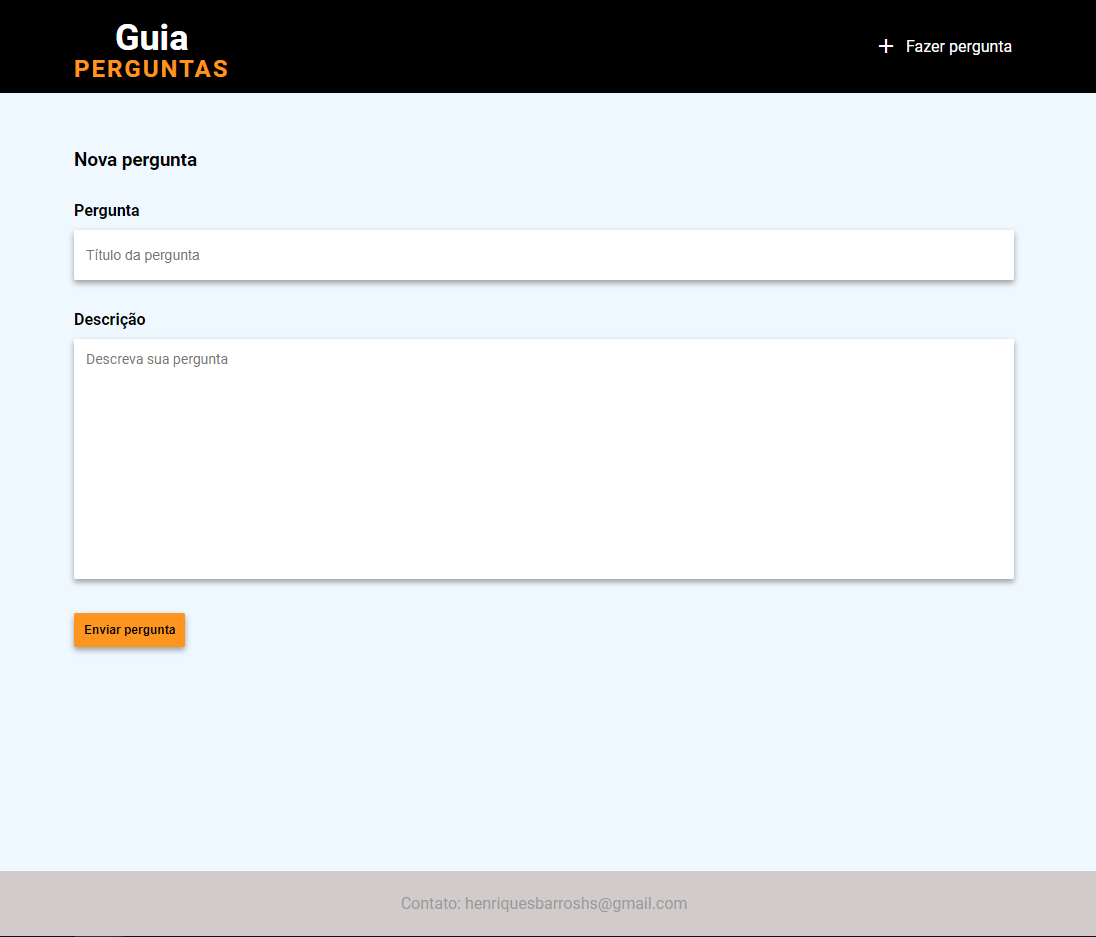 Guia
PERGUNTAS
+ Fazer pergunta
Nova pergunta
Pergunta
Título da pergunta
Descrição
Descreva sua pergunta
Enviar pergunta
Contato: henriquesbarroshs@gmail.com